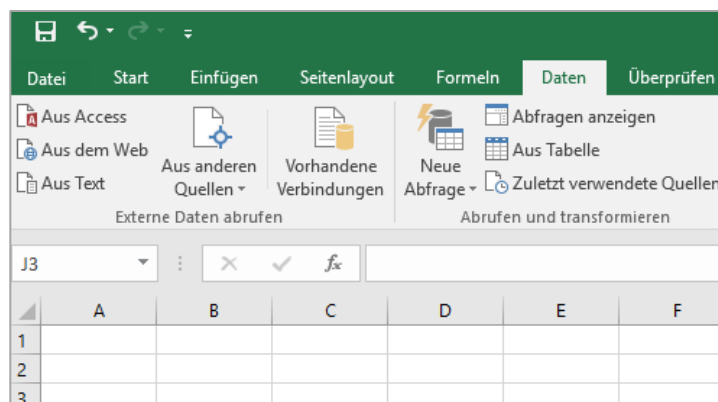 Datei Start Einfügen Seitenlayout Formeln Daten Überprüfen
Aus Access
Aus dem Web
Aus Text
Aus anderen
Quellen
Vorhandene
Verbindungen
Externe Daten abrufen
Neue
Abfrage
Abfragen anzeigen
Aus Tabelle
Zuletzt verwendete Quellen
Abrufen und transformieren
J3 fx
A B C D E F
1
2
3